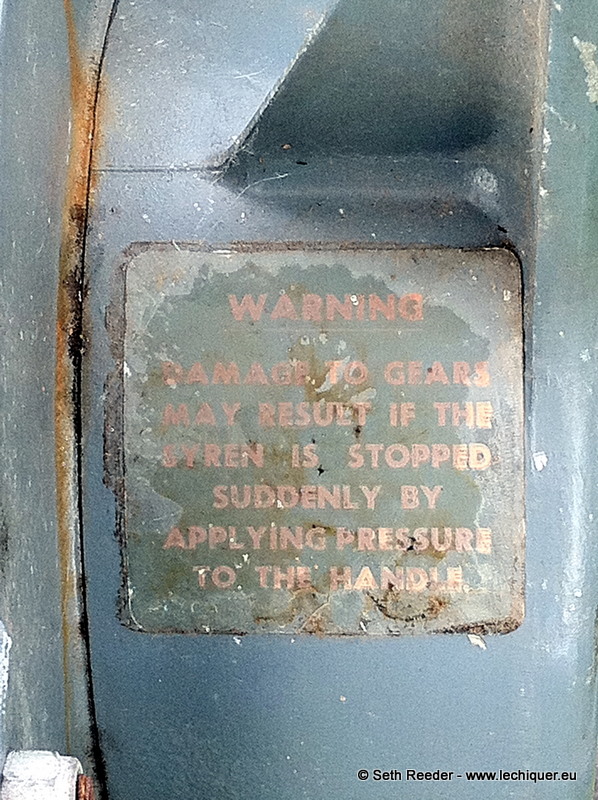 WARNING
DAMAGE TO GEARS
MAY RESULT IF THE
SYREN IS STOPPED
SUDDENLY BY
APPLYING PRESSURE
TO THE HANDLE.
© Seth Reeder - www.lechiquer.eu